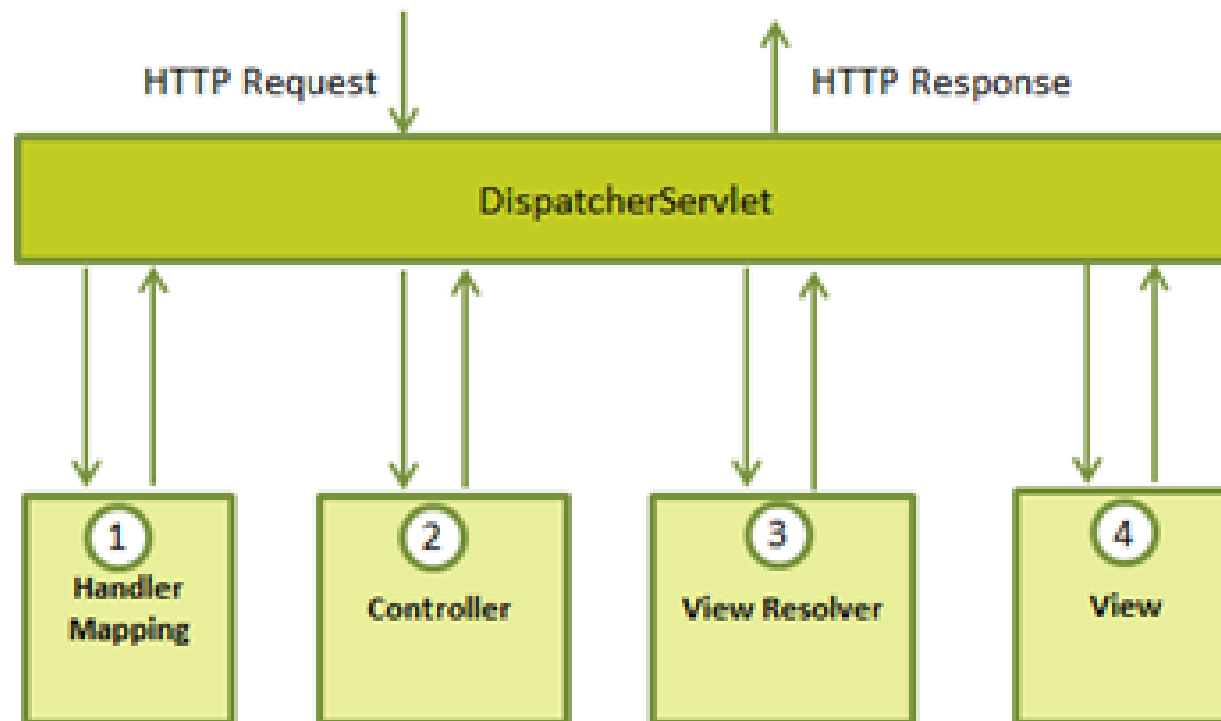 HTTP Request
HTTP Response
DispatcherServlet
1
Handler
Mapping
2
Controller
3
View Resolver
4
View